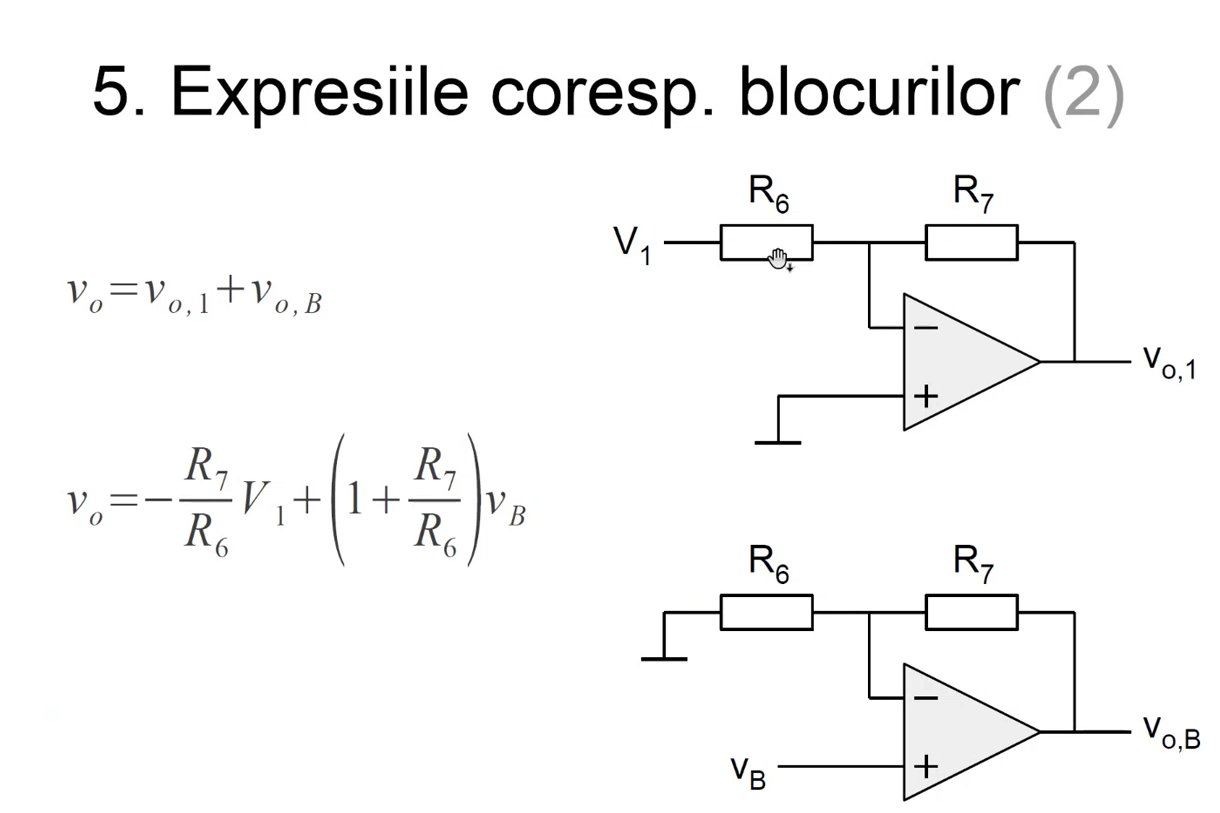 5. Expresiile coresp. blocurilor (2)
v_o=v_{o,1}+v_{o,B}
v_o=-\frac{R_7}{R_6}V_1+\left(1+\frac{R_7}{R_6}\right)v_B
R_6
R_7
V_1
−
+
v_{o,1}
R_6
R_7
−
+
v_B
v_{o,B}